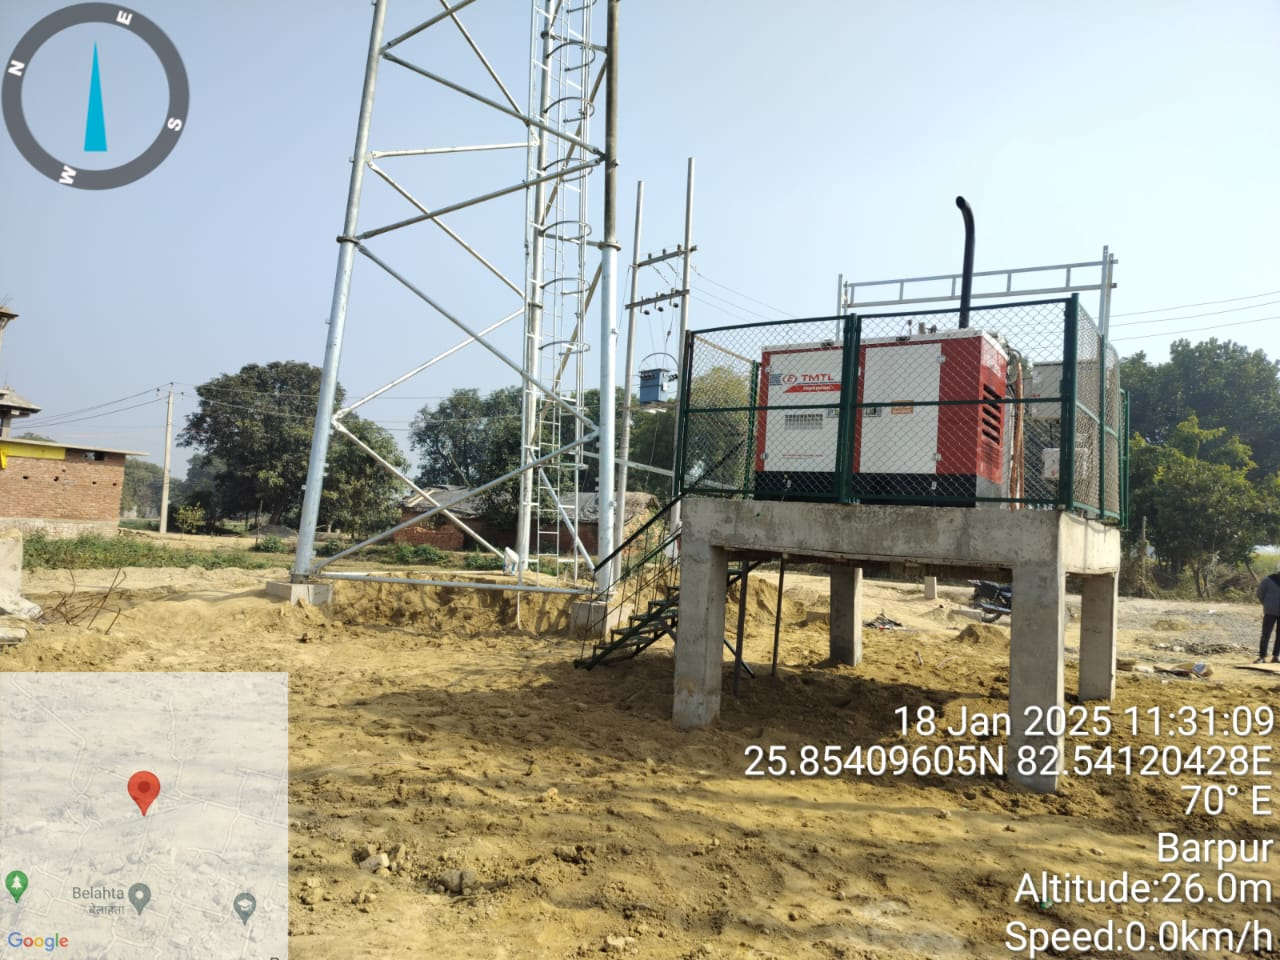 E
N
S
W
TMTL
18 Jan 2025 11:31:09
25.85409605N 82.54120428E
70° E
Barpur
Altitude:26.0m
Speed:0.0km/h
Belahta
बेलाहता
Google